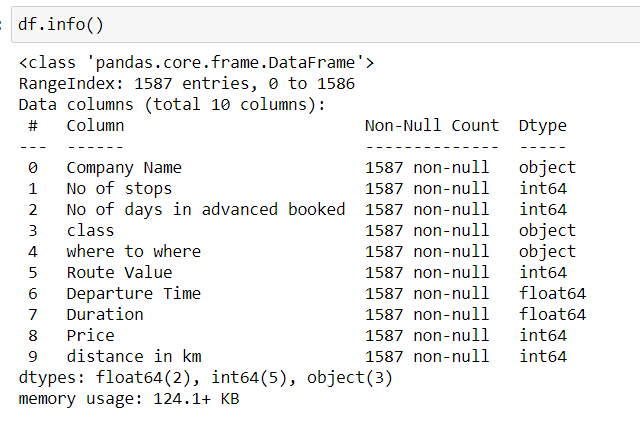 df.info()
<class 'pandas.core.frame.DataFrame'>
RangeIndex: 1587 entries, 0 to 1586
Data columns (total 10 columns):
 #   Column                         Non-Null Count  Dtype
---  ------                         --------------  -----
 0   Company Name                   1587 non-null   object
 1   No of stops                    1587 non-null   int64
 2   No of days in advanced booked  1587 non-null   int64
 3   class                          1587 non-null   object
 4   where to where                 1587 non-null   object
 5   Route Value                    1587 non-null   int64
 6   Departure Time                 1587 non-null   float64
 7   Duration                       1587 non-null   float64
 8   Price                          1587 non-null   int64
 9   distance in km                 1587 non-null   int64
dtypes: float64(2), int64(5), object(3)
memory usage: 124.1+ KB